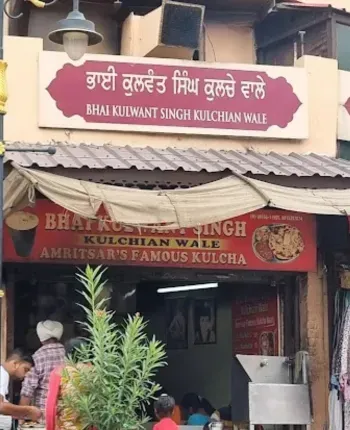 ਭਾਈ ਕੁਲਵੰਤ ਸਿੰਘ ਕੁਲਚੇ ਵਾਲੇ
BHAI KULWANT SINGH KULCHIAN WALE
BHAI KULWANT SINGH
KULCHIAN WALE
AMRITSAR'S FAMOUS KULCHA